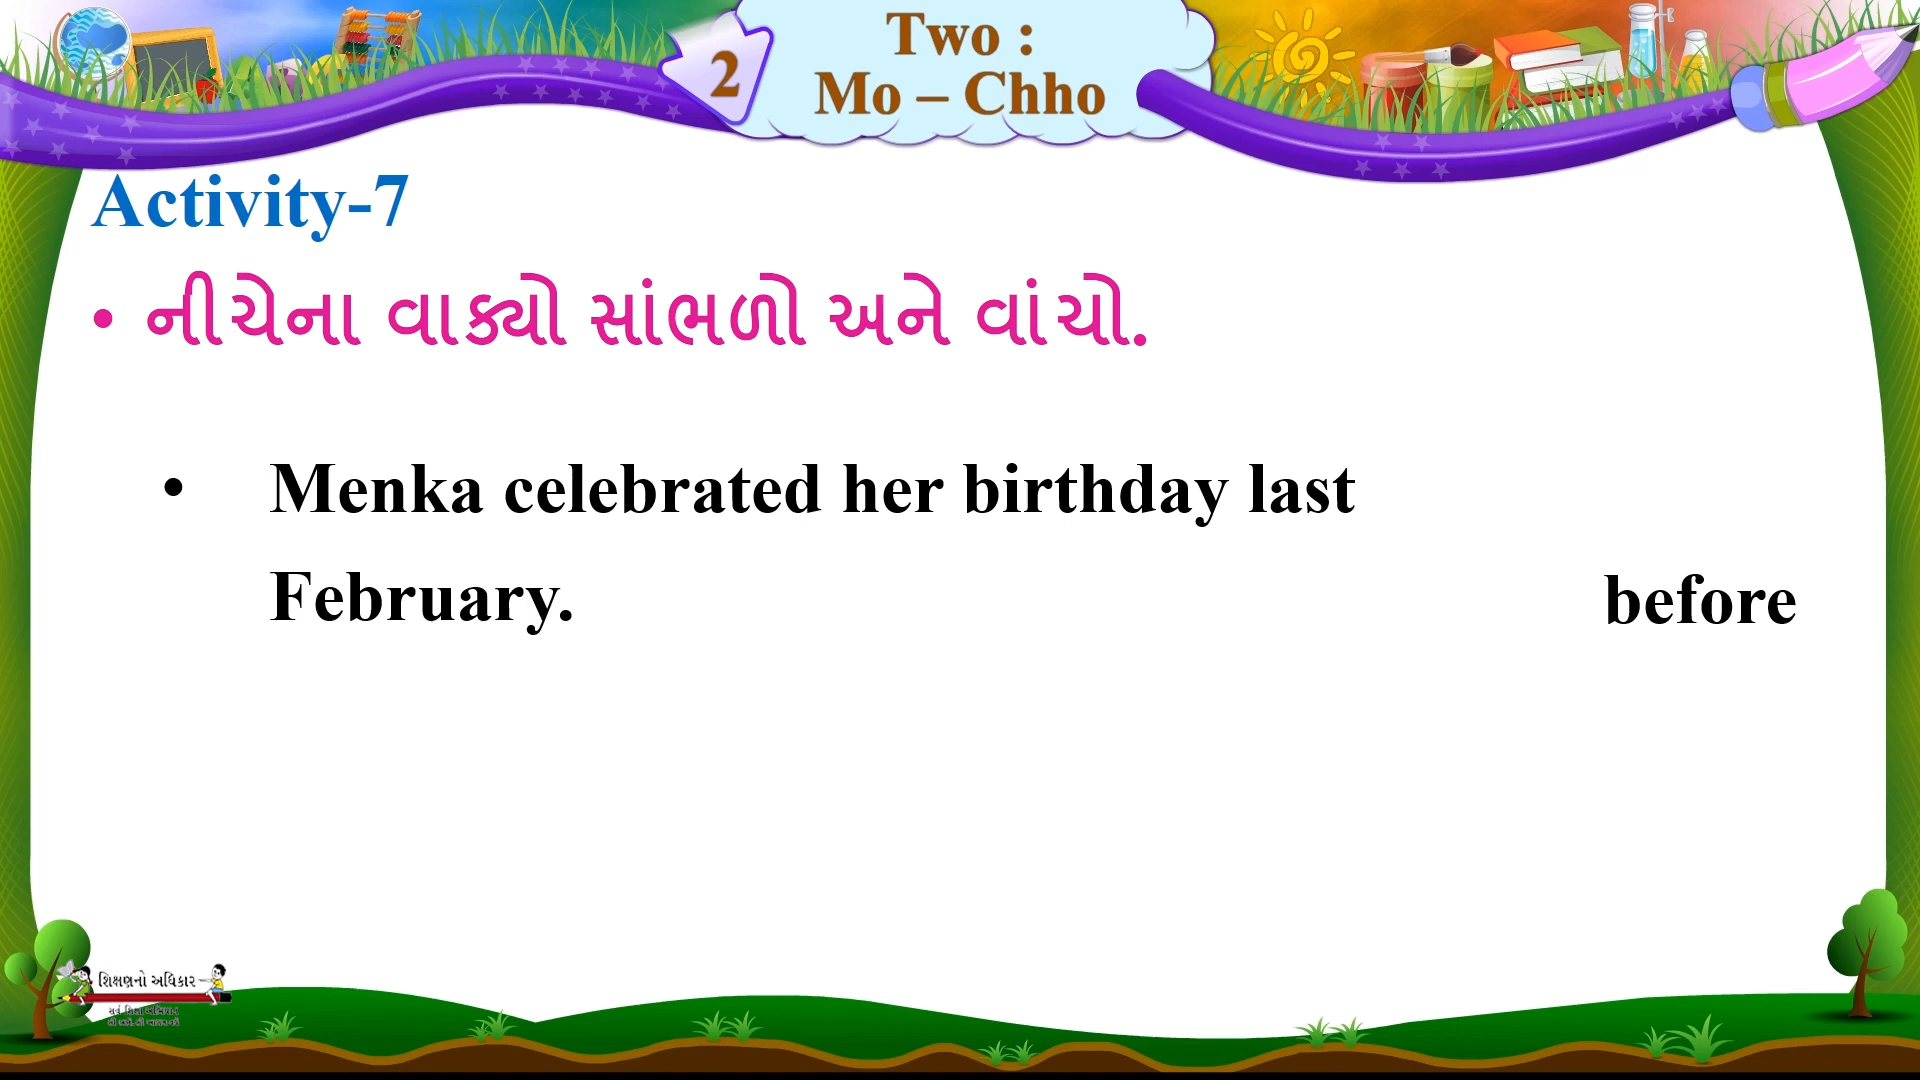 2
Two :
Mo – Chho
Activity-7
• નીચેના વાક્યો સાંભળો અને વાંચો.
• Menka celebrated her birthday last
February. before
શિક્ષણનો અધિકાર